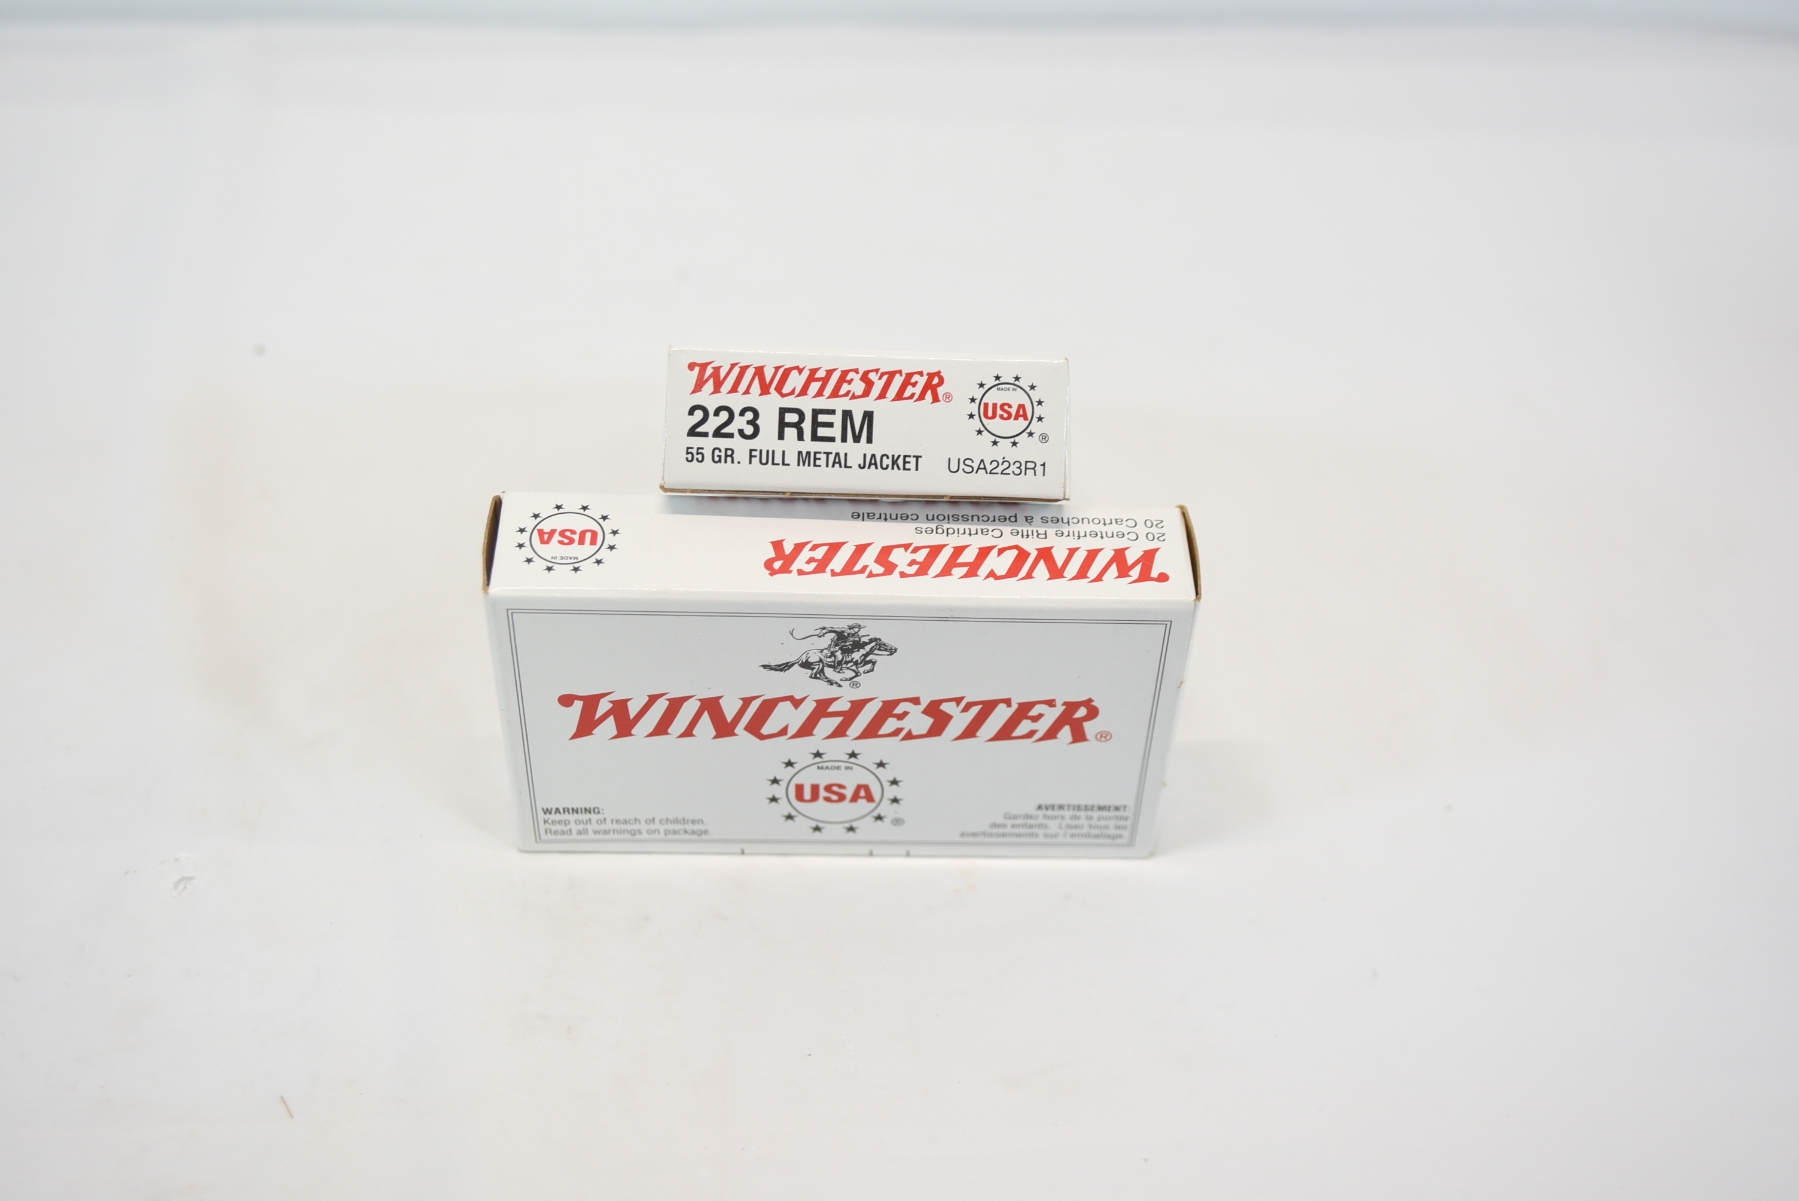 WINCHESTER®
223 REM
55 GR. FULL METAL JACKET
MADE IN
USA
®
USA223R1
20 Cartouches à percussion centrale
20 Centerfire Rifle Cartridges
WINCHESTER
MADE IN
USA
®
WINCHESTER®
MADE IN
USA
®
WARNING:
Keep out of reach of children.
Read all warnings on package.
AVERTISSEMENT:
Gardez hors de la portée
des enfants. Lisez tous les
avertissements sur l'emballage.